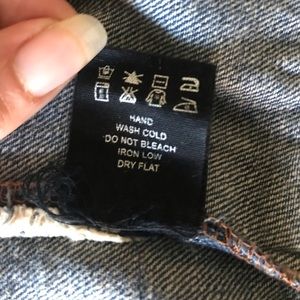 HAND
WASH COLD
DO NOT BLEACH
IRON LOW
DRY FLAT